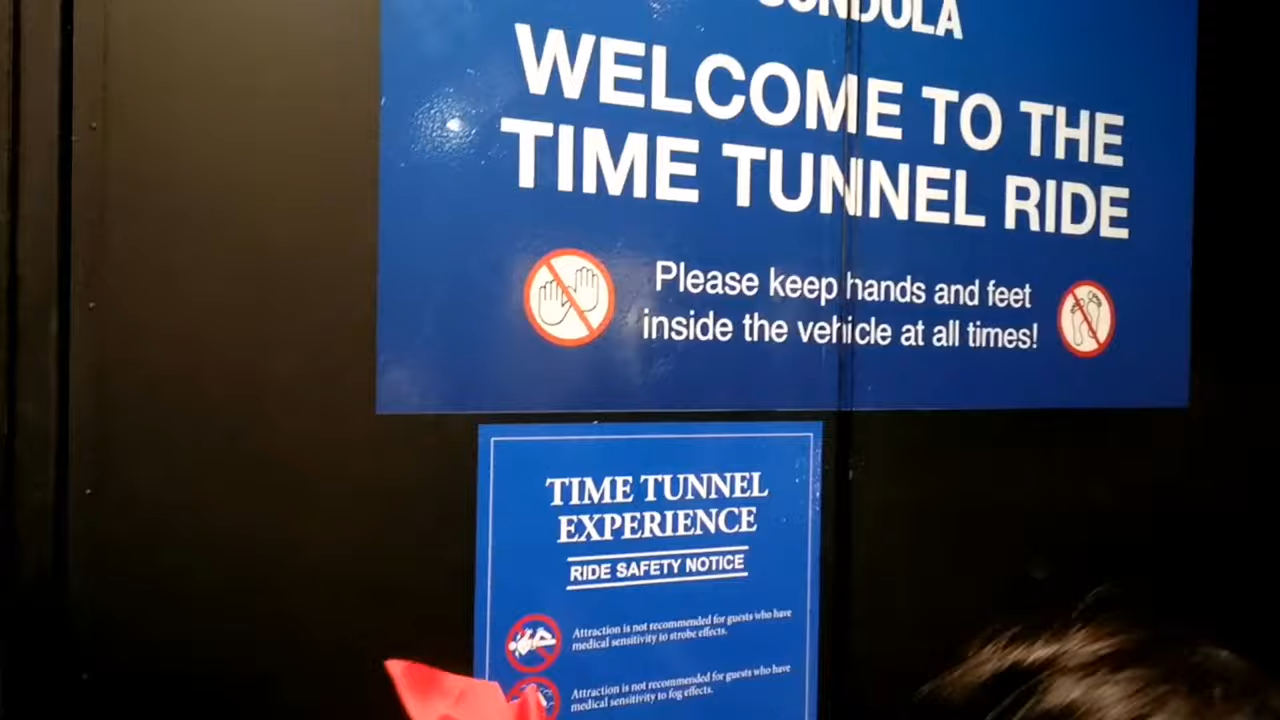 GONDOLA
WELCOME TO THE
TIME TUNNEL RIDE
Please keep hands and feet
inside the vehicle at all times!
TIME TUNNEL
EXPERIENCE
RIDE SAFETY NOTICE
Attraction is not recommended for guests who have
medical sensitivity to strobe effects.
Attraction is not recommended for guests who have
medical sensitivity to fog effects.